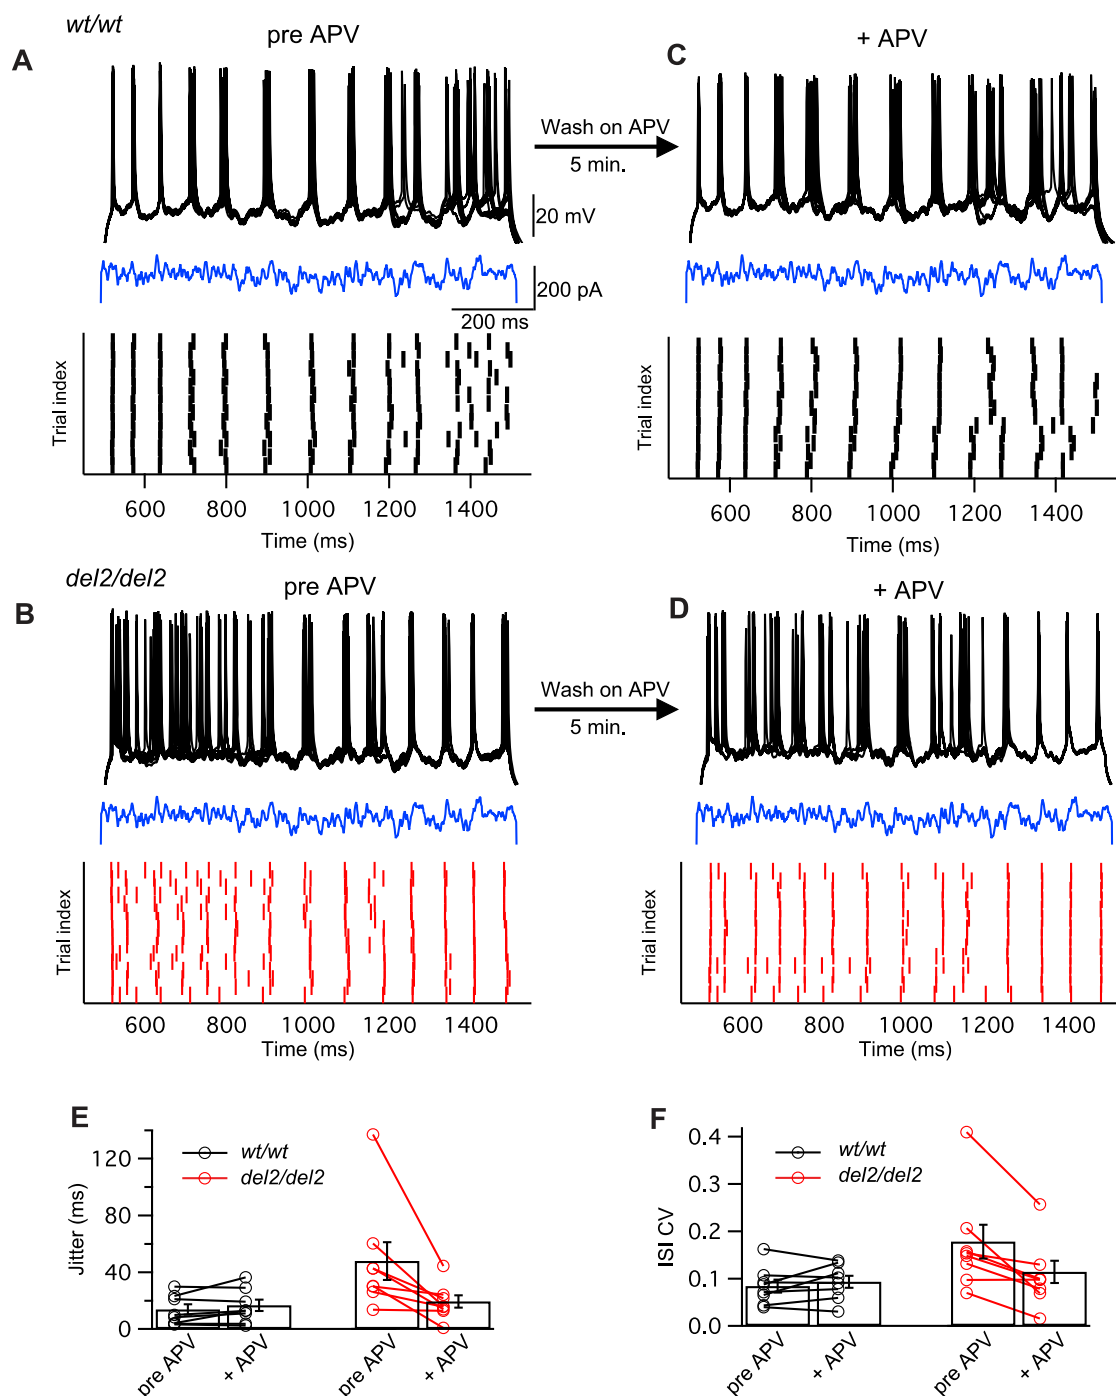 wt/wt
A
pre APV
C
+ APV
Wash on APV
5 min.
20 mV
200 pA
200 ms
Trial index
600 800 1000 1200 1400
Time (ms)
Trial index
600 800 1000 1200 1400
Time (ms)
del2/del2
B
pre APV
D
+ APV
Wash on APV
5 min.
Trial index
600 800 1000 1200 1400
Time (ms)
Trial index
600 800 1000 1200 1400
Time (ms)
E
wt/wt
del2/del2
Jitter (ms)
120
80
40
0
pre APV
+ APV
pre APV
+ APV
F
wt/wt
del2/del2
ISI CV
0.4
0.3
0.2
0.1
0.0
pre APV
+ APV
pre APV
+ APV